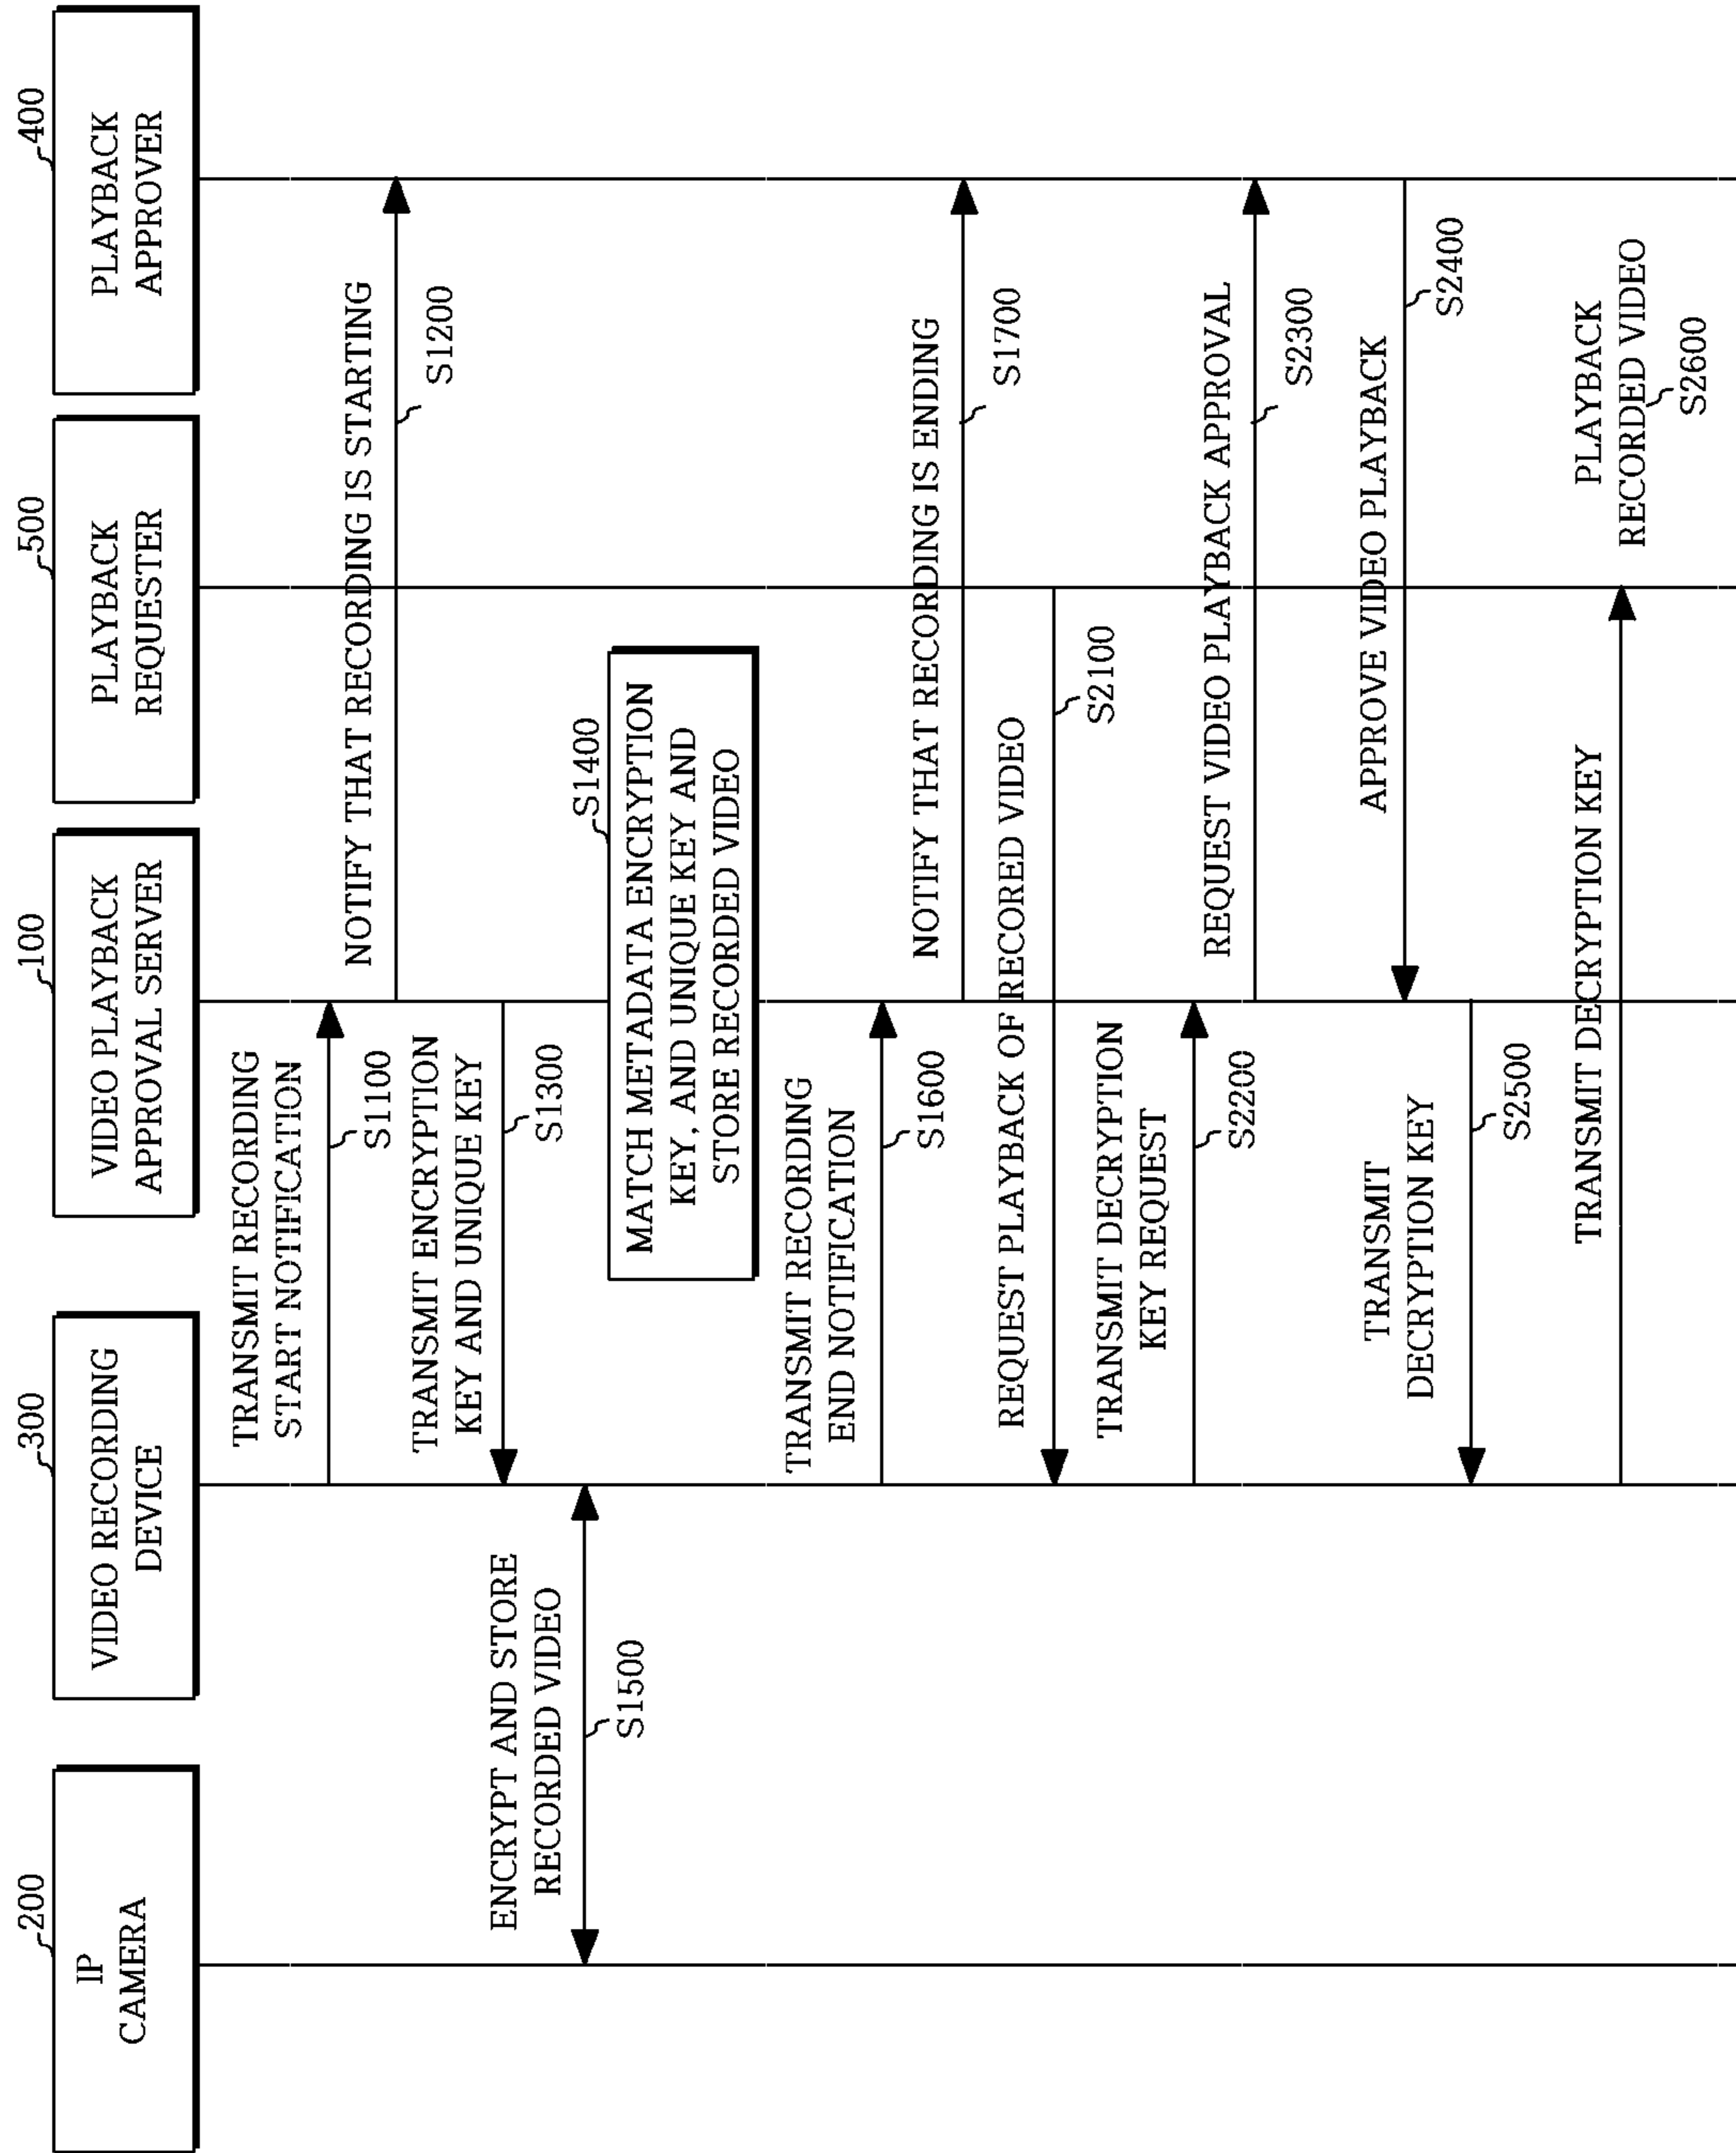 200
IP
CAMERA
300
VIDEO RECORDING
DEVICE
100
VIDEO PLAYBACK
APPROVAL SERVER
500
PLAYBACK
REQUESTER
400
PLAYBACK
APPROVER
TRANSMIT RECORDING
START NOTIFICATION
S1100
NOTIFY THAT RECORDING IS STARTING
S1200
TRANSMIT ENCRYPTION
KEY AND UNIQUE KEY
S1300
S1400
MATCH METADATA ENCRYPTION
KEY, AND UNIQUE KEY AND
STORE RECORDED VIDEO
ENCRYPT AND STORE
RECORDED VIDEO
S1500
TRANSMIT RECORDING
END NOTIFICATION
S1600
NOTIFY THAT RECORDING IS ENDING
S1700
REQUEST PLAYBACK OF RECORED VIDEO
S2100
TRANSMIT DECRYPTION
KEY REQUEST
S2200
REQUEST VIDEO PLAYBACK APPROVAL
S2300
APPROVE VIDEO PLAYBACK
S2400
TRANSMIT
DECRYPTION KEY
S2500
TRANSMIT DECRYPTION KEY
PLAYBACK
RECORDED VIDEO
S2600